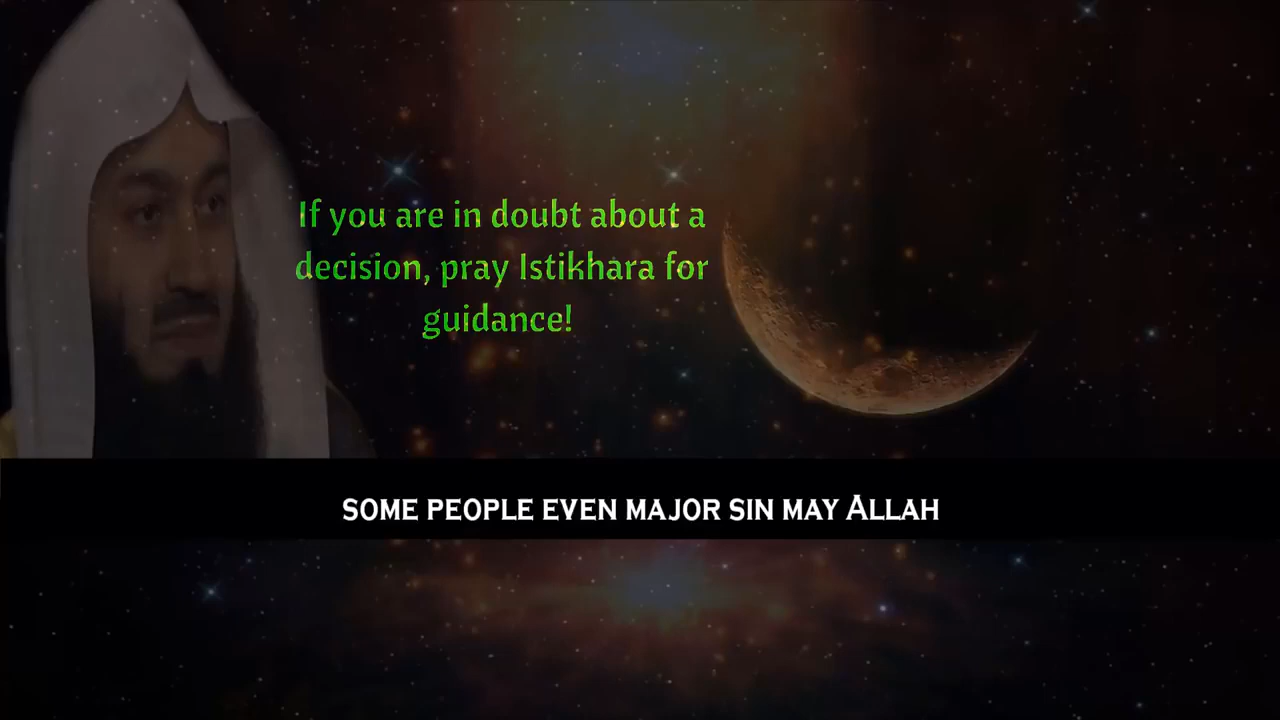 If you are in doubt about a
decision, pray Istikhara for
guidance!
SOME PEOPLE EVEN MAJOR SIN MAY ALLAH